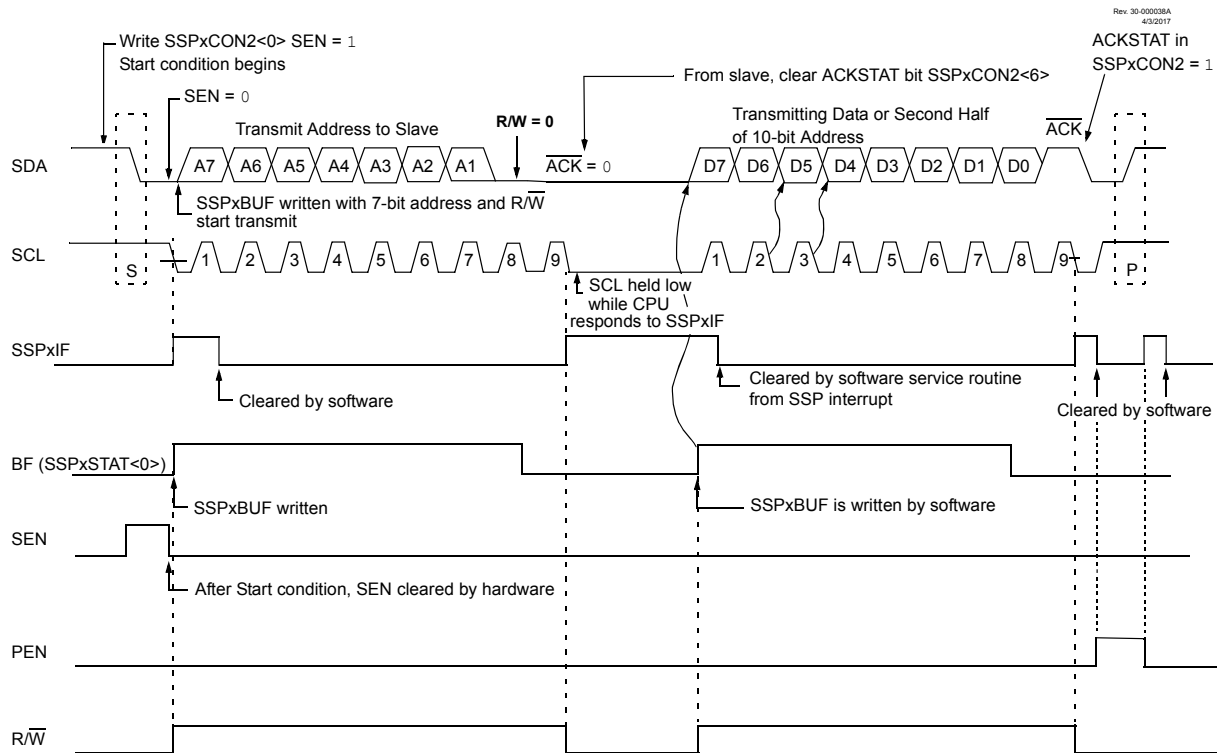 Rev. 30-000038A
4/3/2017
Write SSPxCON2<0> SEN = 1
Start condition begins
ACKSTAT in
SSPxCON2 = 1
From slave, clear ACKSTAT bit SSPxCON2<6>
SEN = 0
Transmit Address to Slave
R/W = 0
Transmitting Data or Second Half
of 10-bit Address
ACK
SDA
A7 A6 A5 A4 A3 A2 A1
ACK = 0
D7 D6 D5 D4 D3 D2 D1 D0
SSPxBUF written with 7-bit address and R/W
start transmit
SCL
S
1 2 3 4 5 6 7 8 9
1 2 3 4 5 6 7 8 9
P
SCL held low
while CPU
responds to SSPxIF
SSPxIF
Cleared by software
Cleared by software service routine
from SSP interrupt
Cleared by software
BF (SSPxSTAT<0>)
SSPxBUF written
SSPxBUF is written by software
SEN
After Start condition, SEN cleared by hardware
PEN
R/W